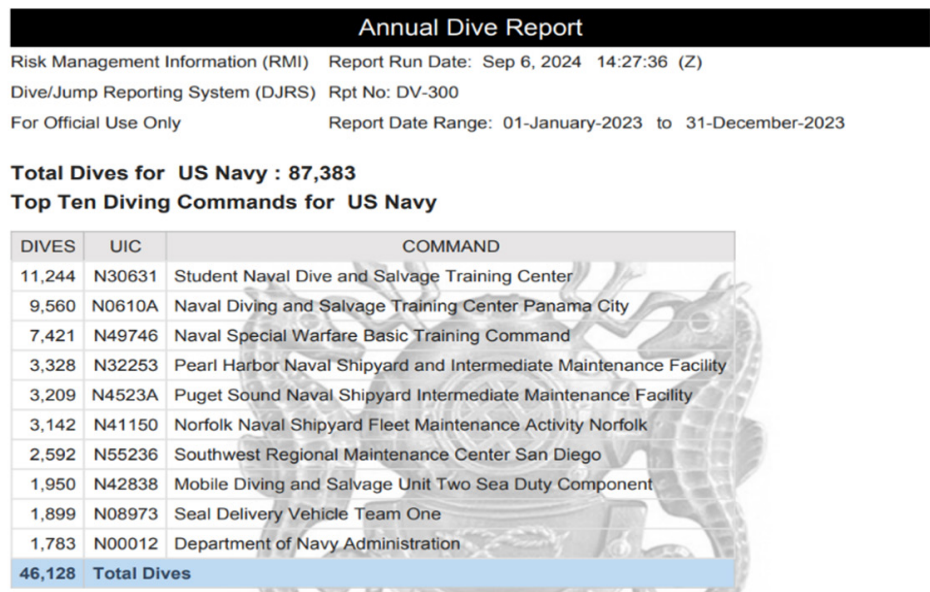 Annual Dive Report
Risk Management Information (RMI) Report Run Date: Sep 6, 2024 14:27:36 (Z)
Dive/Jump Reporting System (DJRS) Rpt No: DV-300
For Official Use Only Report Date Range: 01-January-2023 to 31-December-2023
Total Dives for US Navy : 87,383
Top Ten Diving Commands for US Navy
DIVES UIC COMMAND
11,244 N30631 Student Naval Dive and Salvage Training Center
9,560 N0610A Naval Diving and Salvage Training Center Panama City
7,421 N49746 Naval Special Warfare Basic Training Command
3,328 N32253 Pearl Harbor Naval Shipyard and Intermediate Maintenance Facility
3,209 N4523A Puget Sound Naval Shipyard Intermediate Maintenance Facility
3,142 N41150 Norfolk Naval Shipyard Fleet Maintenance Activity Norfolk
2,592 N55236 Southwest Regional Maintenance Center San Diego
1,950 N42838 Mobile Diving and Salvage Unit Two Sea Duty Component
1,899 N08973 Seal Delivery Vehicle Team One
1,783 N00012 Department of Navy Administration
46,128 Total Dives